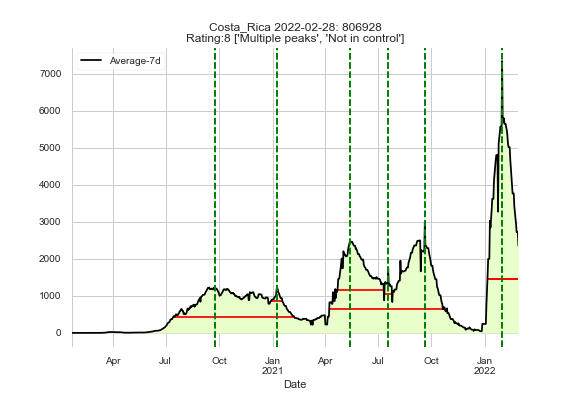 Costa_Rica 2022-02-28: 806928
Rating:8 ['Multiple peaks', 'Not in control']
Average-7d
7000
6000
5000
4000
3000
2000
1000
0
Apr Jul Oct Jan Apr Jul Oct Jan
2021 2022
Date